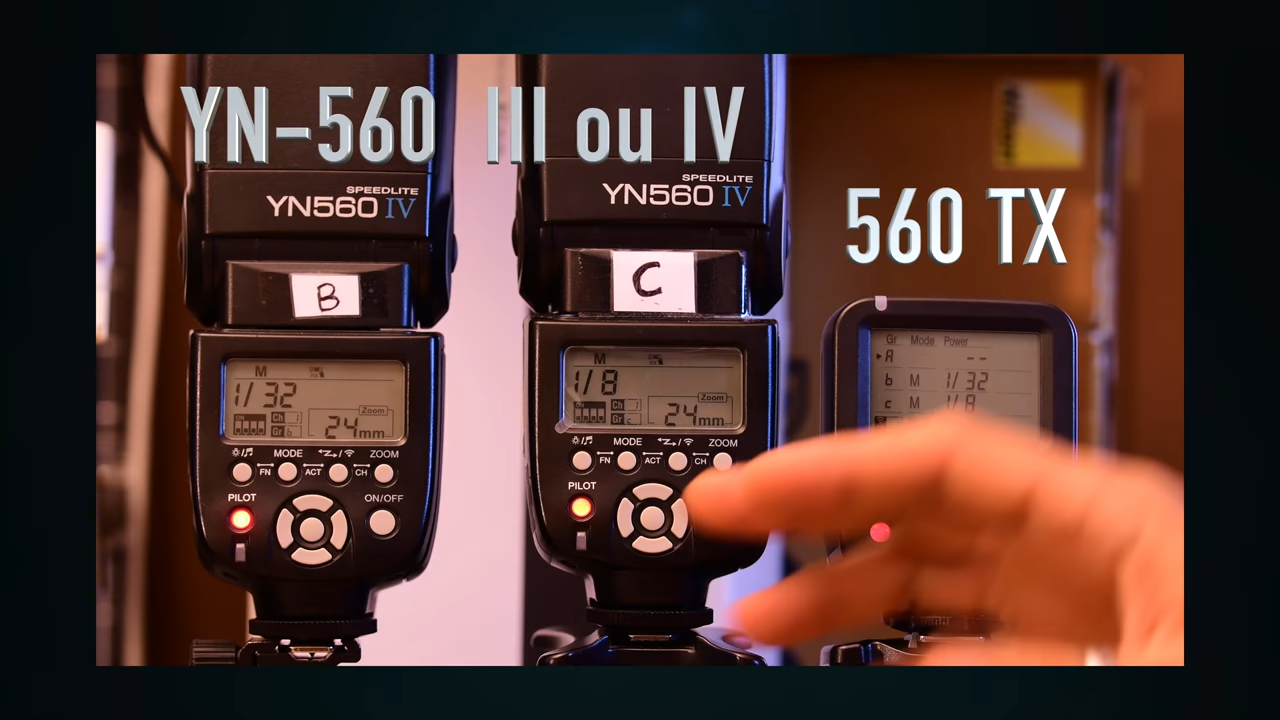 YN-560 III ou IV
560 TX
SPEEDLITE
YN560 IV
B
M
1/32
Ch 1
Gr b
Zoom
24mm
MODE
ZOOM
FN
ACT
CH
PILOT
ON/OFF
SPEEDLITE
YN560 IV
C
M
1/8
Ch 1
Gr c
Zoom
24mm
MODE
ZOOM
FN
ACT
CH
PILOT
Gr Mode Power
A --
b M 1/32
c M 1/8